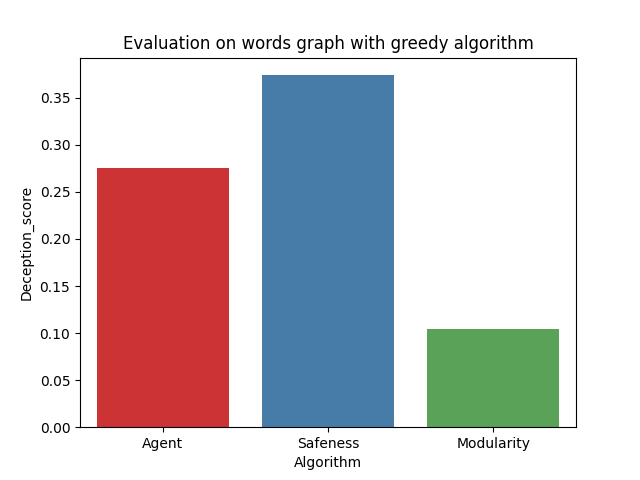 Evaluation on words graph with greedy algorithm
Deception_score
0.35
0.30
0.25
0.20
0.15
0.10
0.05
0.00
Agent Safeness Modularity
Algorithm